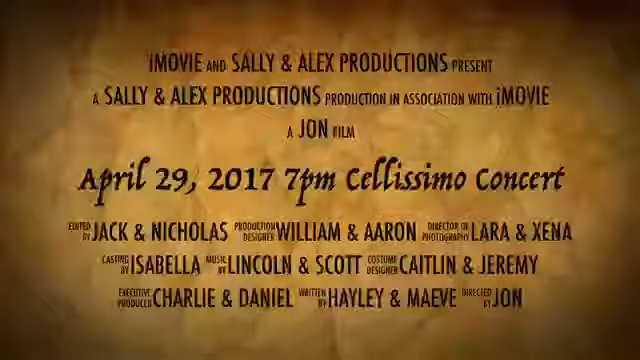 iMOVIE AND SALLY & ALEX PRODUCTIONS PRESENT
A SALLY & ALEX PRODUCTIONS PRODUCTION IN ASSOCIATION WITH iMOVIE
A JON FILM
April 29, 2017 7pm Cellissimo Concert
EDITED BY JACK & NICHOLAS PRODUCTION DESIGNER WILLIAM & AARON DIRECTOR OF PHOTOGRAPHY LARA & XENA
CASTING BY ISABELLA MUSIC BY LINCOLN & SCOTT COSTUME DESIGNER CAITLIN & JEREMY
EXECUTIVE PRODUCER CHARLIE & DANIEL WRITTEN BY HAYLEY & MAEVE DIRECTED BY JON